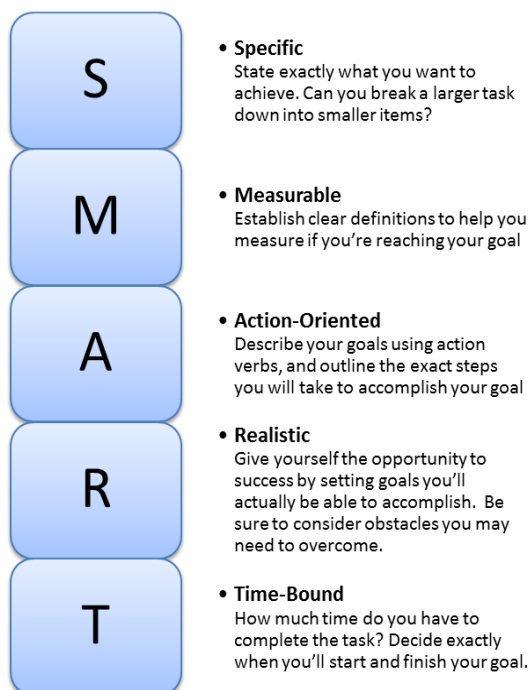 S
• Specific
State exactly what you want to
achieve. Can you break a larger task
down into smaller items?
M
• Measurable
Establish clear definitions to help you
measure if you're reaching your goal
A
• Action-Oriented
Describe your goals using action
verbs, and outline the exact steps
you will take to accomplish your goal
R
• Realistic
Give yourself the opportunity to
success by setting goals you'll
actually be able to accomplish.  Be
sure to consider obstacles you may
need to overcome.
T
• Time-Bound
How much time do you have to
complete the task? Decide exactly
when you'll start and finish your goal.